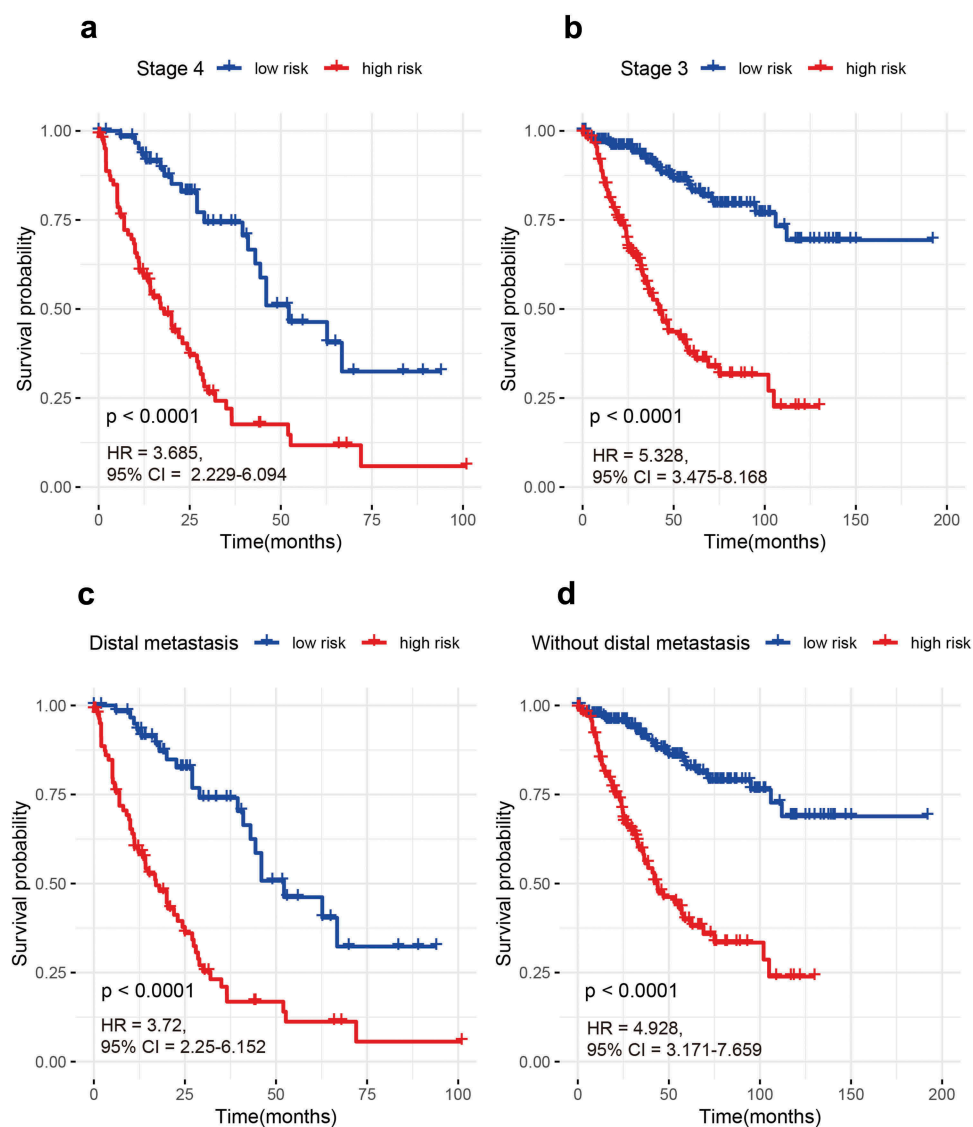 a
Stage 4 low risk high risk
Survival probability
1.00
0.75
0.50
0.25
0.00
p < 0.0001
HR = 3.685,
95% CI = 2.229-6.094
0 25 50 75 100
Time(months)
b
Stage 3 low risk high risk
Survival probability
1.00
0.75
0.50
0.25
0.00
p < 0.0001
HR = 5.328,
95% CI = 3.475-8.168
0 50 100 150 200
Time(months)
c
Distal metastasis low risk high risk
Survival probability
1.00
0.75
0.50
0.25
0.00
p < 0.0001
HR = 3.72,
95% CI = 2.25-6.152
0 25 50 75 100
Time(months)
d
Without distal metastasis low risk high risk
Survival probability
1.00
0.75
0.50
0.25
0.00
p < 0.0001
HR = 4.928,
95% CI = 3.171-7.659
0 50 100 150 200
Time(months)